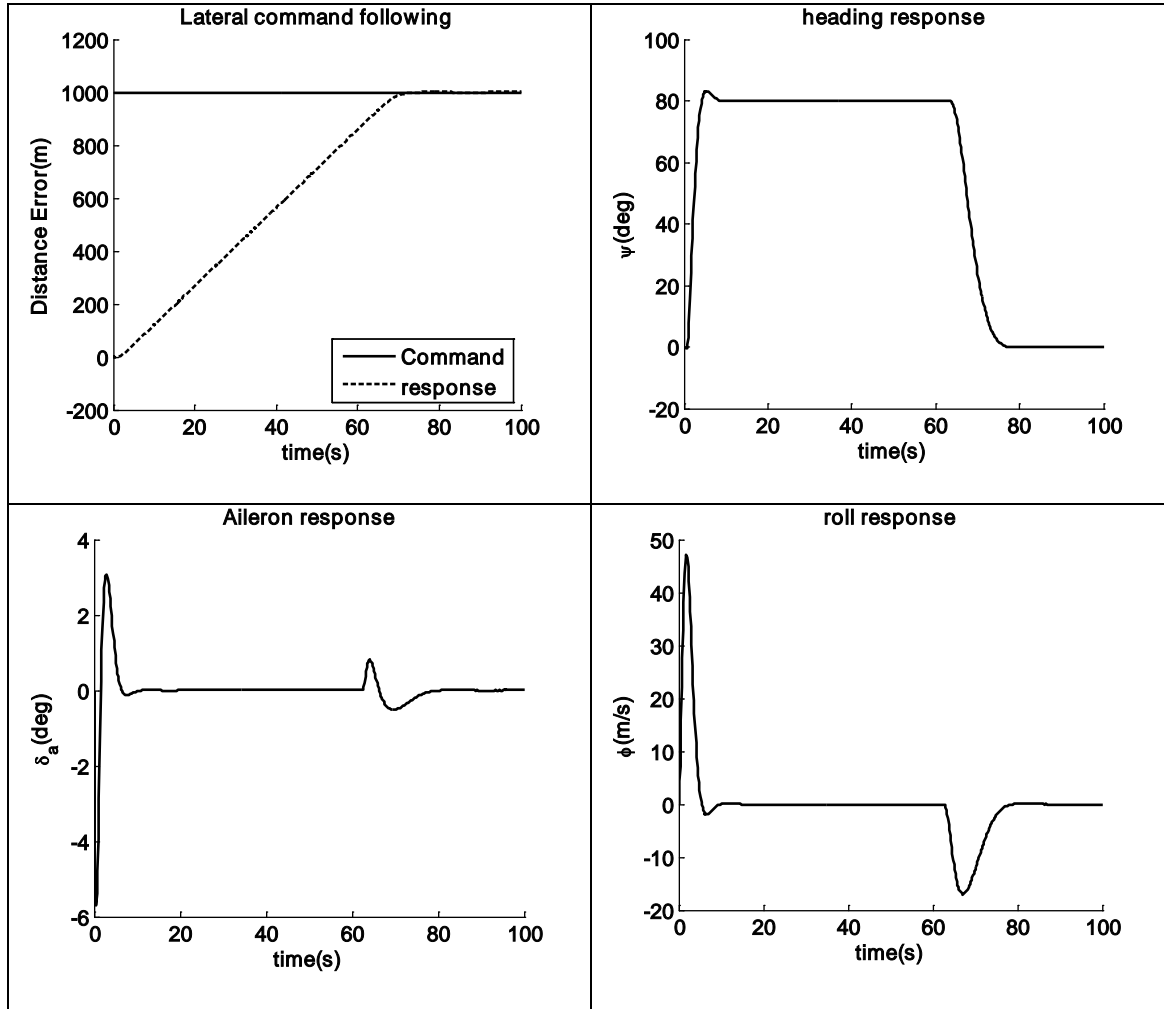 Lateral command following
1200
1000
800
600
400
200
0
-200
Distance Error(m)
Command
response
0 20 40 60 80 100
time(s)
heading response
100
80
60
40
20
0
-20
ψ(deg)
0 20 40 60 80 100
time(s)
Aileron response
4
2
0
-2
-4
-6
δa(deg)
0 20 40 60 80 100
time(s)
roll response
50
40
30
20
10
0
-10
-20
ϕ(m/s)
0 20 40 60 80 100
time(s)